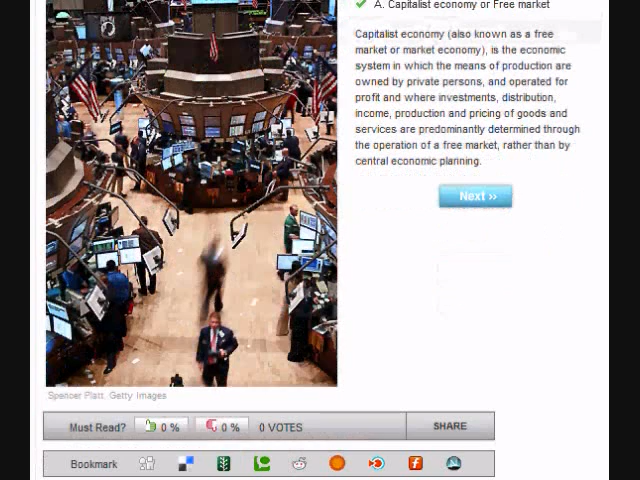 A. Capitalist economy or Free market
Capitalist economy (also known as a free
market or market economy), is the economic
system in which the means of production are
owned by private persons, and operated for
profit and where investments, distribution,
income, production and pricing of goods and
services are predominantly determined through
the operation of a free market, rather than by
central economic planning.
Next ››
Spencer Platt, Getty Images
Must Read? 0 % 0 % 0 VOTES SHARE
Bookmark